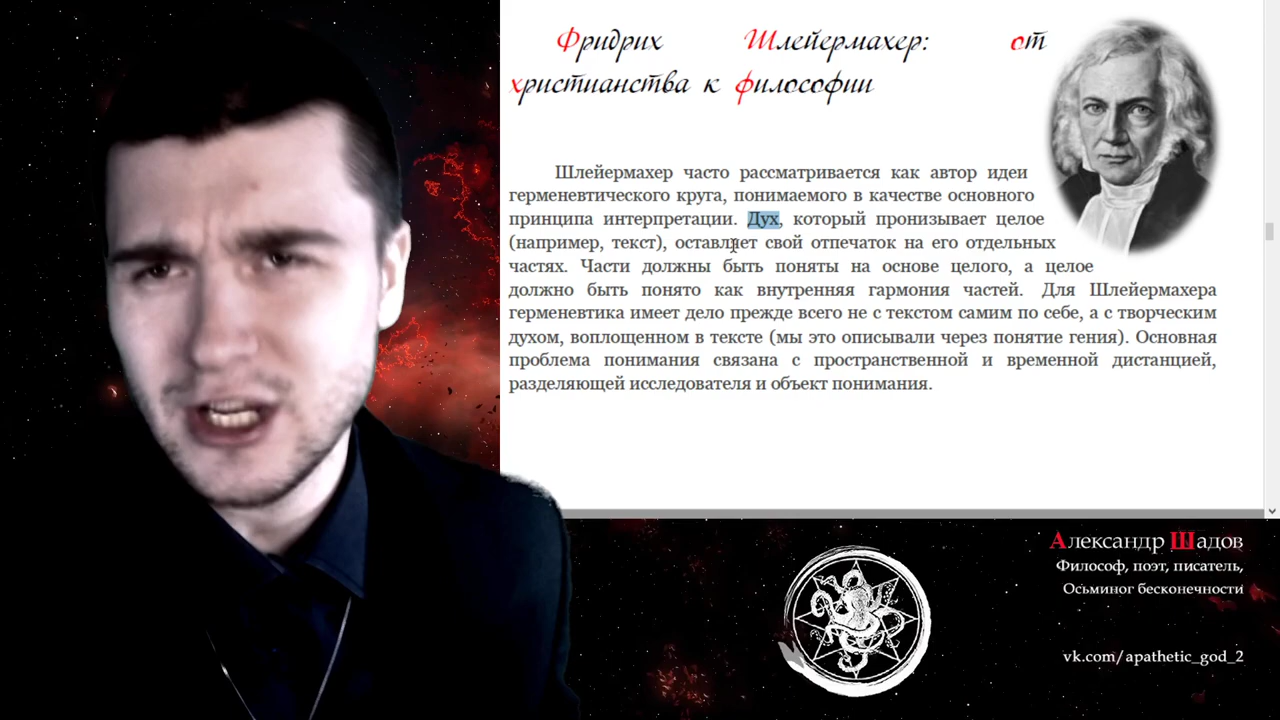 Фридрих Шлейермахер: от
христианства к философии
Шлейермахер часто рассматривается как автор идеи
герменевтического круга, понимаемого в качестве основного
принципа интерпретации. Дух, который пронизывает целое
(например, текст), оставляет свой отпечаток на его отдельных
частях. Части должны быть поняты на основе целого, а целое
должно быть понято как внутренняя гармония частей. Для Шлейермахера
герменевтика имеет дело прежде всего не с текстом самим по себе, а с творческим
духом, воплощенном в тексте (мы это описывали через понятие гения). Основная
проблема понимания связана с пространственной и временной дистанцией,
разделяющей исследователя и объект понимания.
Александр Шадов
Философ, поэт, писатель,
Осьминог бесконечности
vk.com/apathetic_god_2